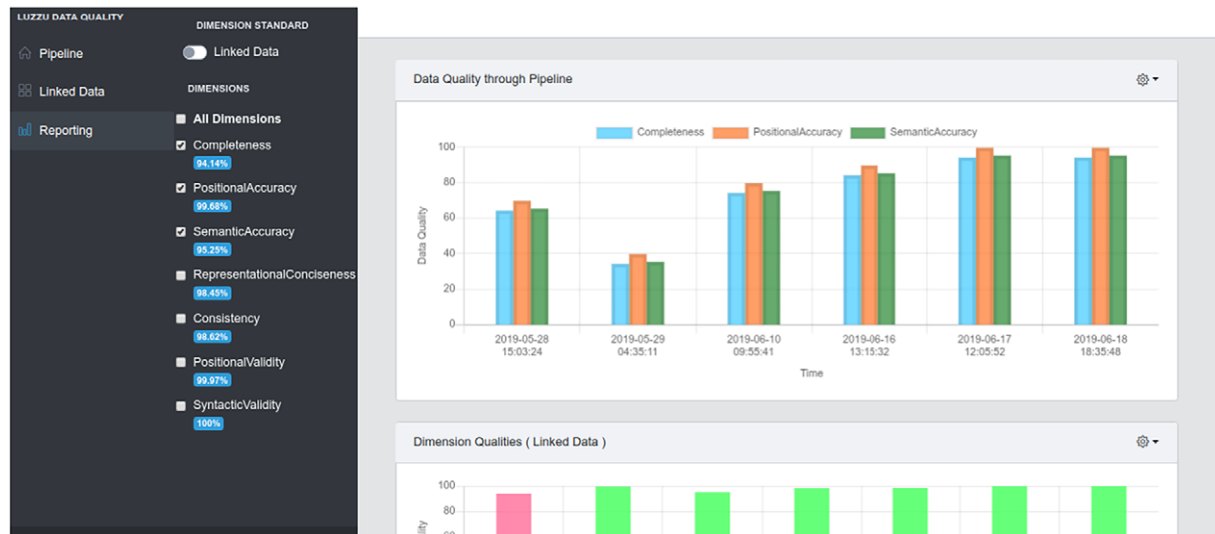 LUZZU DATA QUALITY
Pipeline
Linked Data
Reporting
DIMENSION STANDARD
Linked Data
DIMENSIONS
All Dimensions
Completeness
94.14%
PositionalAccuracy
99.68%
SemanticAccuracy
95.25%
RepresentationalConciseness
98.45%
Consistency
98.62%
PositionalValidity
99.97%
SyntacticValidity
100%
Data Quality through Pipeline
Completeness PositionalAccuracy SemanticAccuracy
100
80
60
40
20
0
Data Quality
2019-05-28 2019-05-29 2019-06-10 2019-06-16 2019-06-17 2019-06-18
15:03:24 04:35:11 09:55:41 13:15:32 12:05:52 18:35:48
Time
Dimension Qualities ( Linked Data )
100
80